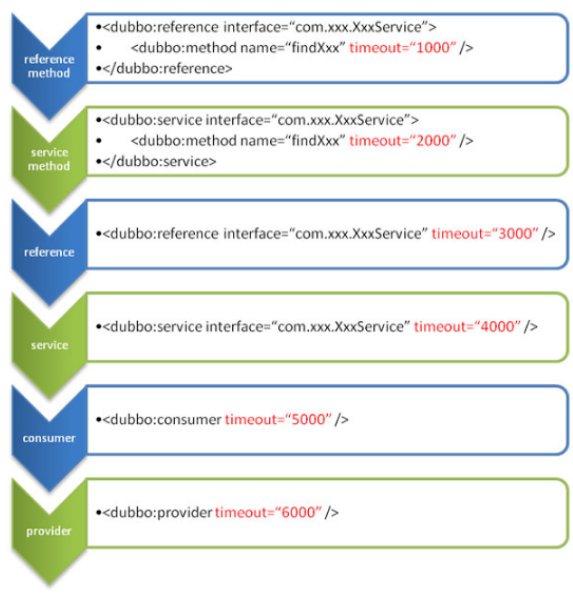 reference
method
•<dubbo:reference interface=“com.xxx.XxxService”>
• <dubbo:method name=“findXxx” timeout=“1000” />
•</dubbo:reference>
service
method
•<dubbo:service interface=“com.xxx.XxxService”>
• <dubbo:method name=“findXxx” timeout=“2000” />
•</dubbo:service>
reference
•<dubbo:reference interface=“com.xxx.XxxService” timeout=“3000” />
service
•<dubbo:service interface=“com.xxx.XxxService” timeout=“4000” />
consumer
•<dubbo:consumer timeout=“5000” />
provider
•<dubbo:provider timeout=“6000” />